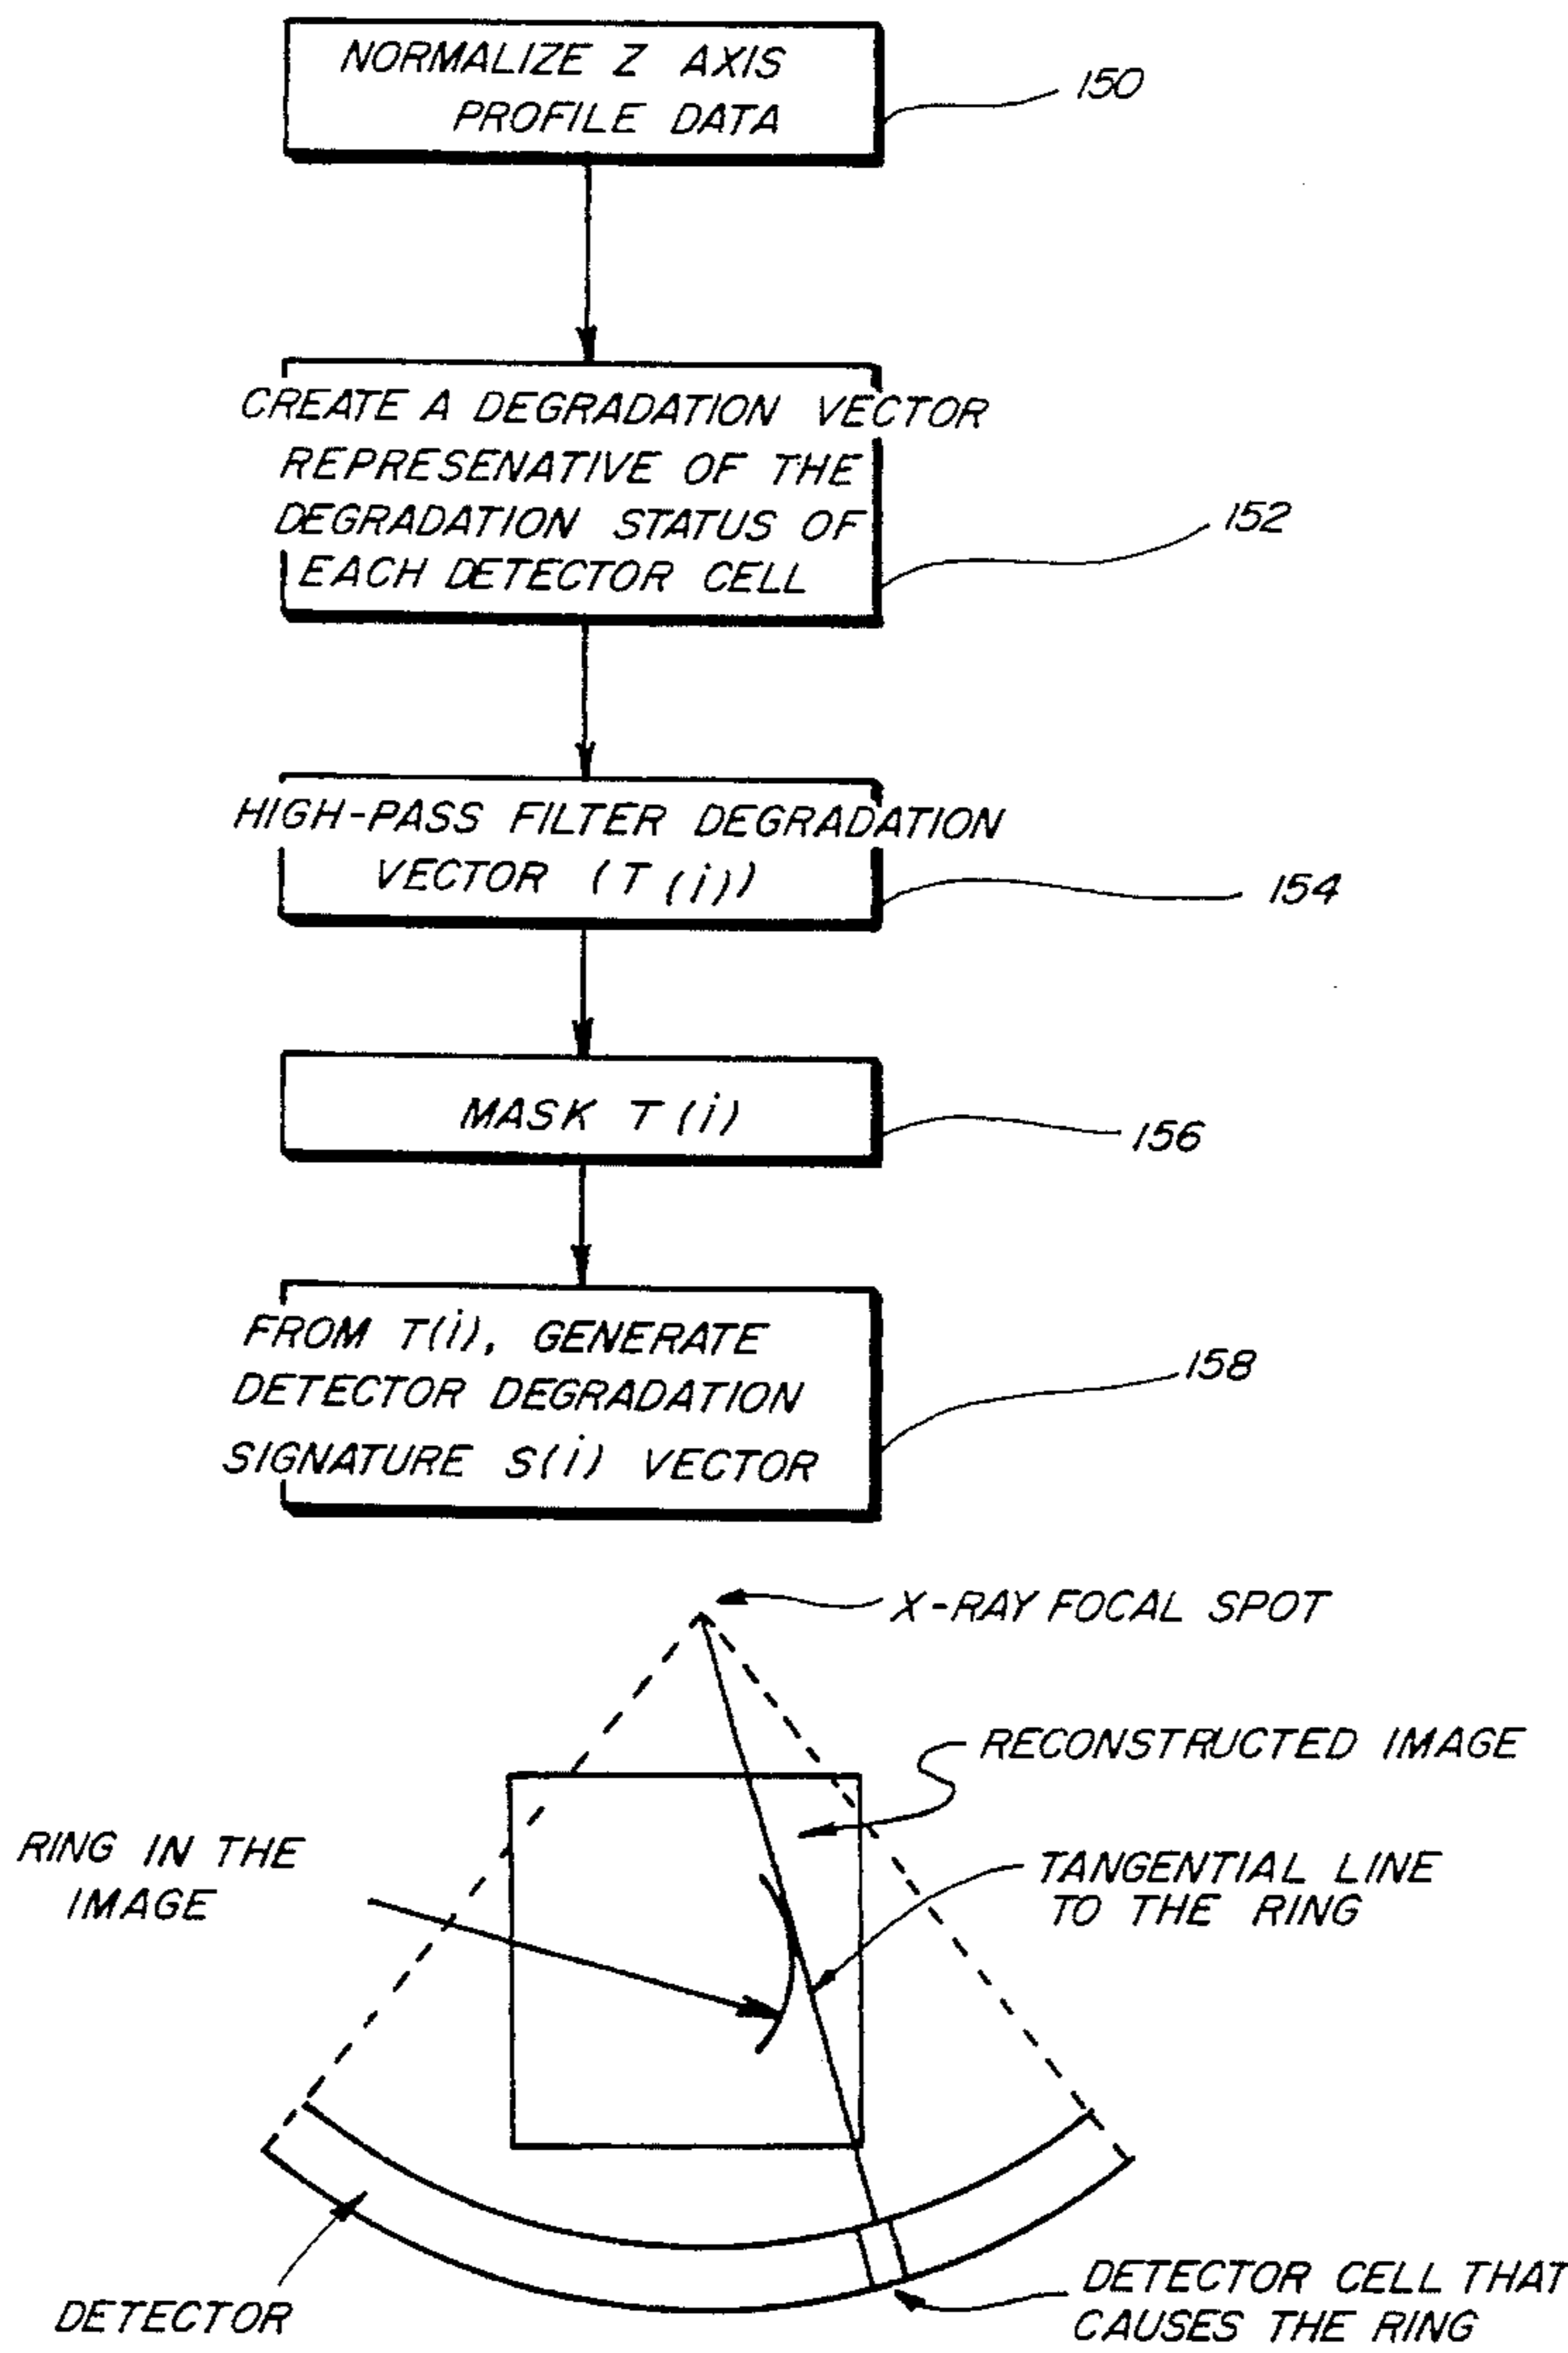 NORMALIZE Z AXIS
PROFILE DATA
150
CREATE A DEGRADATION VECTOR
REPRESENATIVE OF THE
DEGRADATION STATUS OF
EACH DETECTOR CELL
152
HIGH-PASS FILTER DEGRADATION
VECTOR (T(i))
154
MASK T(i)
156
FROM T(i), GENERATE
DETECTOR DEGRADATION
SIGNATURE S(i) VECTOR
158
X-RAY FOCAL SPOT
RECONSTRUCTED IMAGE
RING IN THE
IMAGE
TANGENTIAL LINE
TO THE RING
DETECTOR
DETECTOR CELL THAT
CAUSES THE RING